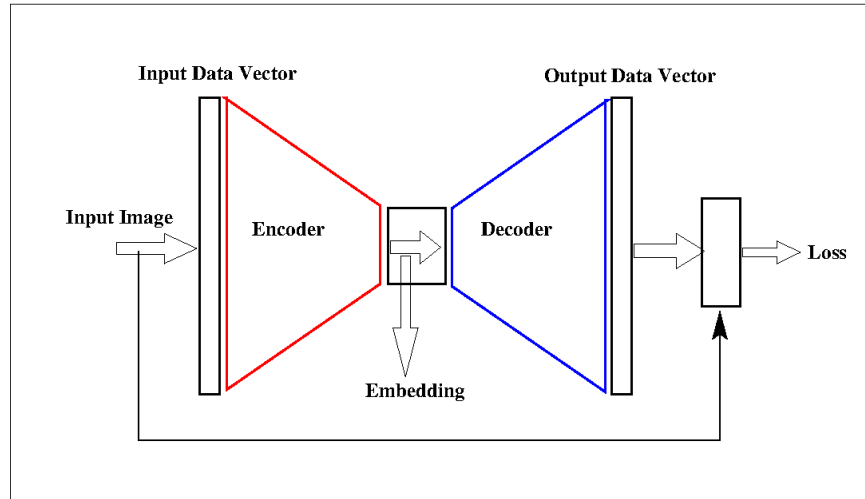 Input Data Vector
Output Data Vector
Input Image
Encoder
Decoder
Loss
Embedding